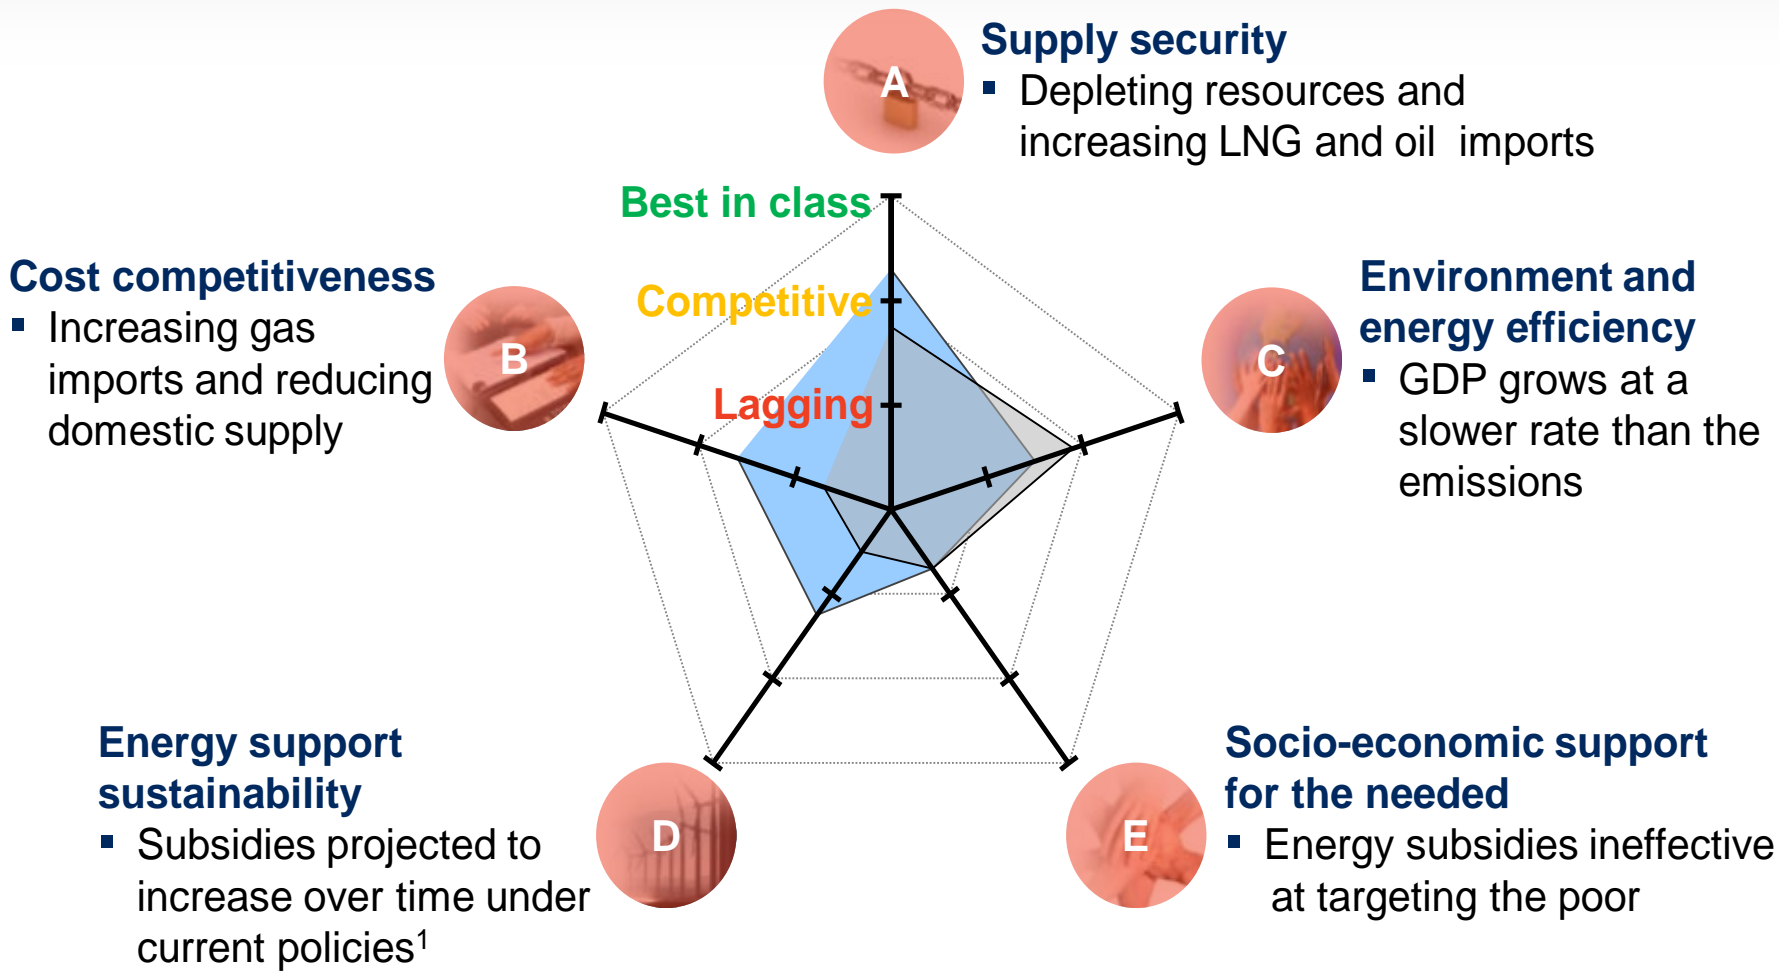 A
Supply security
▪ Depleting resources and
increasing LNG and oil imports
Best in class
Competitive
Lagging
Cost competitiveness
▪ Increasing gas
imports and reducing
domestic supply
B
Environment and
energy efficiency
▪ GDP grows at a
slower rate than the
emissions
C
Energy support
sustainability
▪ Subsidies projected to
increase over time under
current policies¹
D
E
Socio-economic support
for the needed
▪ Energy subsidies ineffective
at targeting the poor